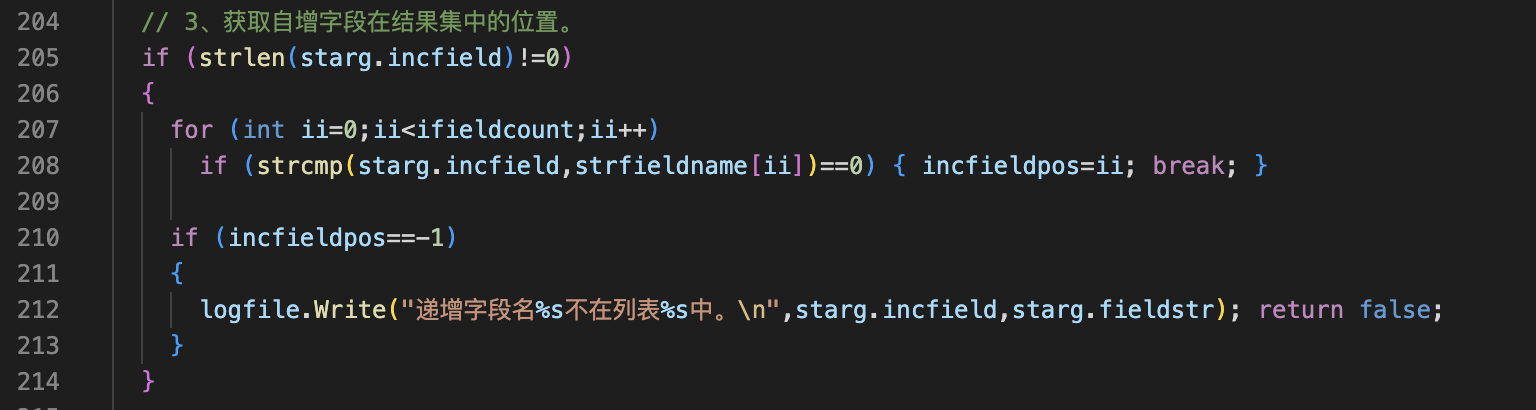 204 // 3、获取自增字段在结果集中的位置。
205 if (strlen(starg.incfield)!=0)
206 {
207 for (int ii=0;ii<ifieldcount;ii++)
208 if (strcmp(starg.incfield,strfieldname[ii])==0) { incfieldpos=ii; break; }
209
210 if (incfieldpos==-1)
211 {
212 logfile.Write("递增字段名%s不在列表%s中。\n",starg.incfield,starg.fieldstr); return false;
213 }
214 }